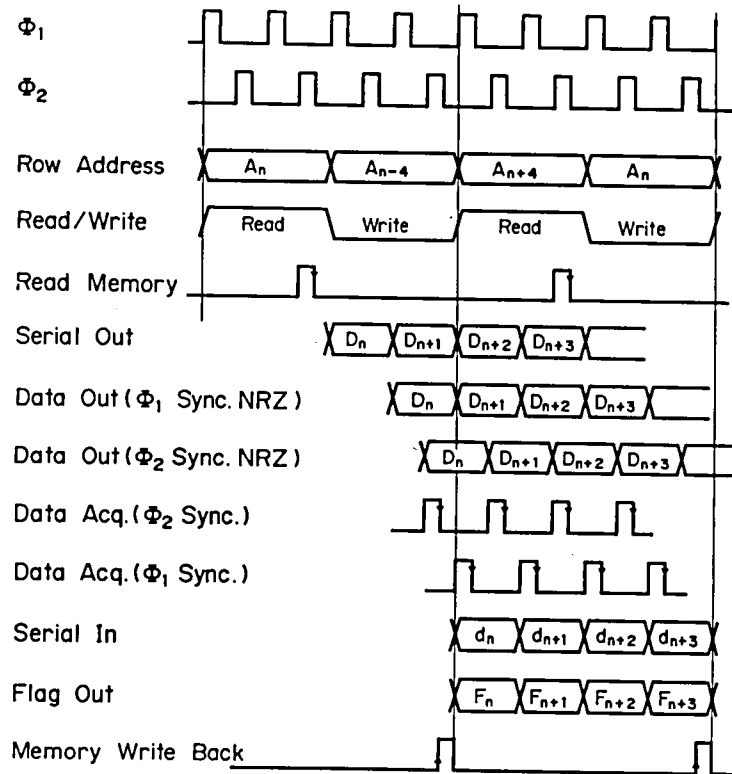 Φ1
Φ2
Row Address An An-4 An+4 An
Read/Write Read Write Read Write
Read Memory
Serial Out Dn Dn+1 Dn+2 Dn+3
Data Out(Φ1 Sync. NRZ) Dn Dn+1 Dn+2 Dn+3
Data Out(Φ2 Sync. NRZ) Dn Dn+1 Dn+2 Dn+3
Data Acq.(Φ2 Sync.)
Data Acq.(Φ1 Sync.)
Serial In dn dn+1 dn+2 dn+3
Flag Out Fn Fn+1 Fn+2 Fn+3
Memory Write Back